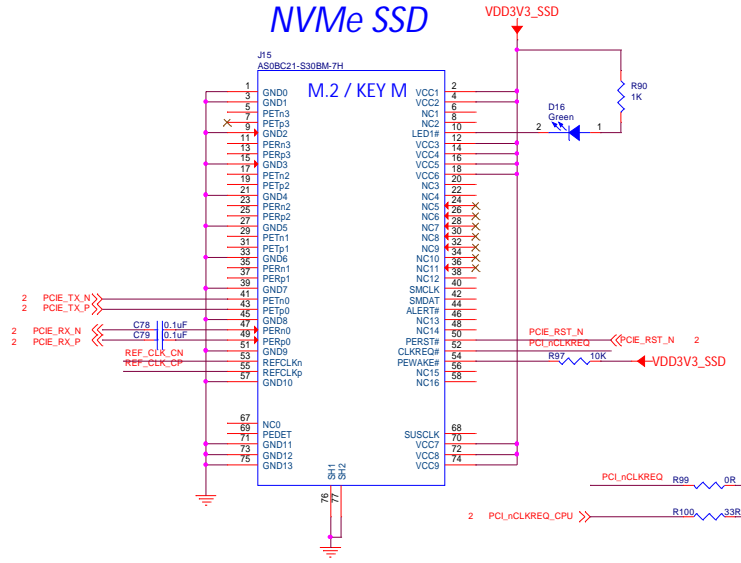 NVMe SSD
VDD3V3_SSD
J15
AS0BC21-S30BM-7H
M.2 / KEY M
R90
1K
D16
Green
2 1
1 GND0 VCC1 2
3 GND1 VCC2 4
5 PETn3 NC1 6
7 PETp3 NC2 8
9 GND2 LED1# 10
11 PERn3 VCC3 12
13 PERp3 VCC4 14
15 GND3 VCC5 16
17 PETn2 VCC6 18
19 PETp2 NC3 20
21 GND4 NC4 22
23 PERn2 NC5 24
25 PERp2 NC6 26
27 GND5 NC7 28
29 PETn1 NC8 30
31 PETp1 NC9 32
33 GND6 NC10 34
35 PERn1 NC11 36
37 PERp1 NC12 38
39 GND7 SMCLK 40
2 PCIE_TX_N 41 PETn0 SMDAT 42
2 PCIE_TX_P 43 PETp0 ALERT# 44
45 GND8 NC13 46
2 PCIE_RX_N C78 0.1uF 47 PERn0 NC14 48
2 PCIE_RX_P C79 0.1uF 49 PERp0 PERST# 50 PCIE_RST_N PCIE_RST_N 2
51 GND9 CLKREQ# 52 PCI_nCLKREQ
REF_CLK_CN 53 REFCLKn PEWAKE# 54 R97 10K VDD3V3_SSD
REF_CLK_CP 55 REFCLKp NC15 56
57 GND10 NC16 58
67 NC0 SUSCLK 68
69 PEDET VCC7 70
71 GND11 VCC8 72
73 GND12 VCC9 74
75 GND13
SH1 SH2
76 77
PCI_nCLKREQ R99 0R
2 PCI_nCLKREQ_CPU R100 33R